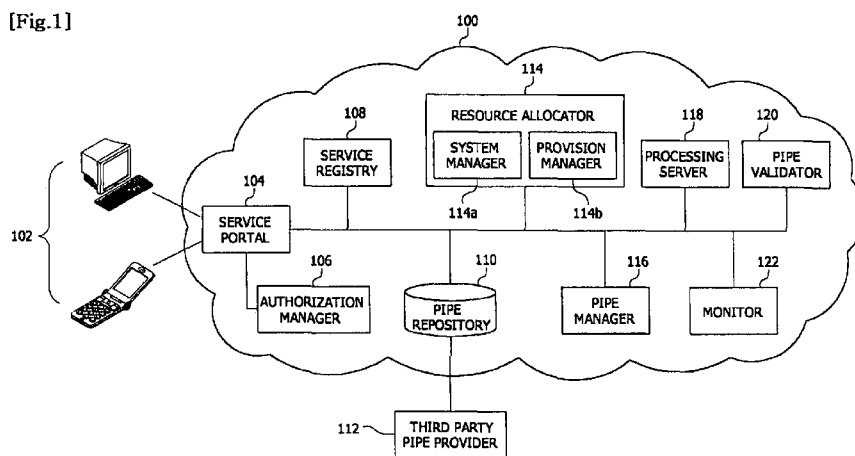 [Fig.1]
100
114
RESOURCE ALLOCATOR
SYSTEM
MANAGER
PROVISION
MANAGER
114a
114b
108
SERVICE
REGISTRY
118
PROCESSING
SERVER
120
PIPE
VALIDATOR
102
104
SERVICE
PORTAL
106
AUTHORIZATION
MANAGER
110
PIPE
REPOSITORY
116
PIPE
MANAGER
122
MONITOR
112
THIRD PARTY
PIPE PROVIDER